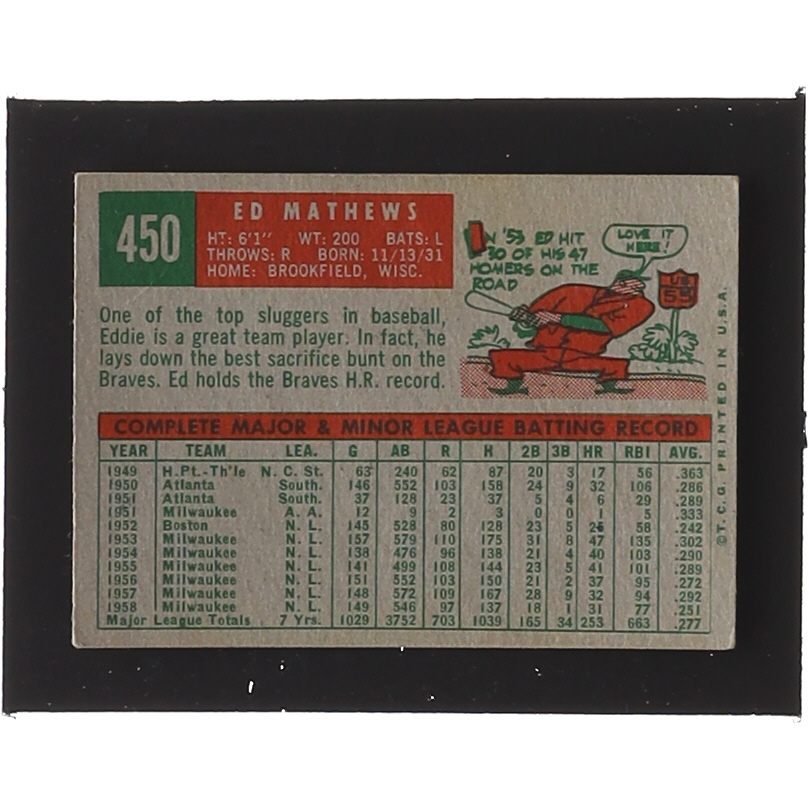 450
ED MATHEWS
HT: 6'1" WT: 200 BATS: L
THROWS: R BORN: 11/13/31
HOME: BROOKFIELD, WISC.
IN '53 ED HIT
30 OF HIS 47
HOMERS ON THE
ROAD
LOVE IT
HERE!
US
55
One of the top sluggers in baseball,
Eddie is a great team player. In fact, he
lays down the best sacrifice bunt on the
Braves. Ed holds the Braves H.R. record.
COMPLETE MAJOR & MINOR LEAGUE BATTING RECORD
YEAR TEAM LEA. G AB R H 2B 3B HR RBI AVG.
1949 H.Pt.-Th'le N. C. St. 63 240 62 87 20 3 17 56 .363
1950 Atlanta South. 146 552 103 158 24 9 32 106 .286
1951 Atlanta South. 37 128 23 37 5 4 6 29 .289
1951 Milwaukee A. A. 12 9 2 3 0 0 1 5 .333
1952 Boston N. L. 145 528 80 128 23 5 25 58 .242
1953 Milwaukee N. L. 157 579 110 175 31 8 47 135 .302
1954 Milwaukee N. L. 138 476 96 138 21 4 40 103 .290
1955 Milwaukee N. L. 141 499 108 144 23 5 41 101 .289
1956 Milwaukee N. L. 151 552 103 150 21 2 37 95 .272
1957 Milwaukee N. L. 148 572 109 167 28 9 32 94 .292
1958 Milwaukee N. L. 149 546 97 137 18 1 31 77 .251
Major League Totals 7 Yrs. 1029 3752 703 1039 165 34 253 663 .277
©T.C.G. PRINTED IN U.S.A.